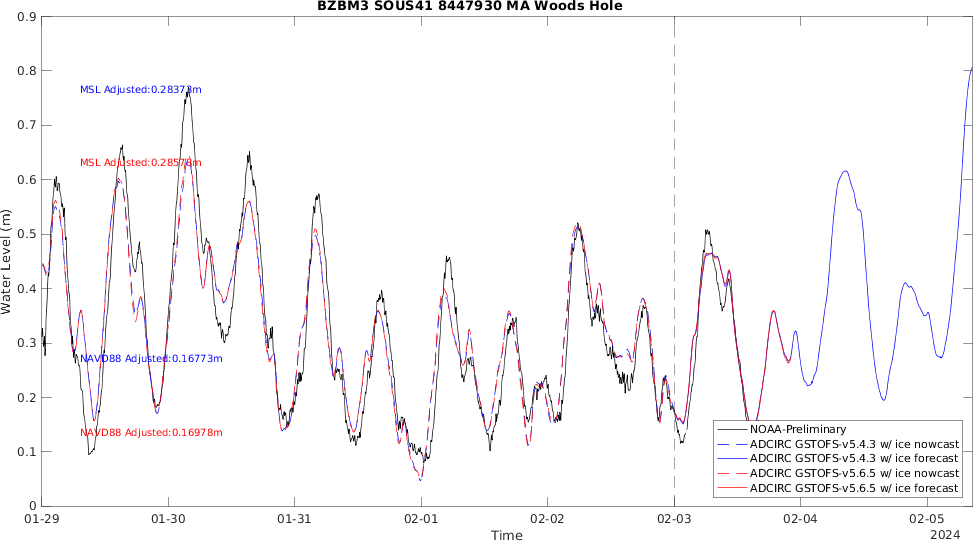 BZBM3 SOUS41 8447930 MA Woods Hole
0.9
0.8
0.7
0.6
0.5
0.4
0.3
0.2
0.1
0
Water Level (m)
MSL Adjusted:0.28373m
MSL Adjusted:0.28578m
NAVD88 Adjusted:0.16773m
NAVD88 Adjusted:0.16978m
NOAA-Preliminary
ADCIRC GSTOFS-v5.4.3 w/ ice nowcast
ADCIRC GSTOFS-v5.4.3 w/ ice forecast
ADCIRC GSTOFS-v5.6.5 w/ ice nowcast
ADCIRC GSTOFS-v5.6.5 w/ ice forecast
01-29 01-30 01-31 02-01 02-02 02-03 02-04 02-05
Time
2024